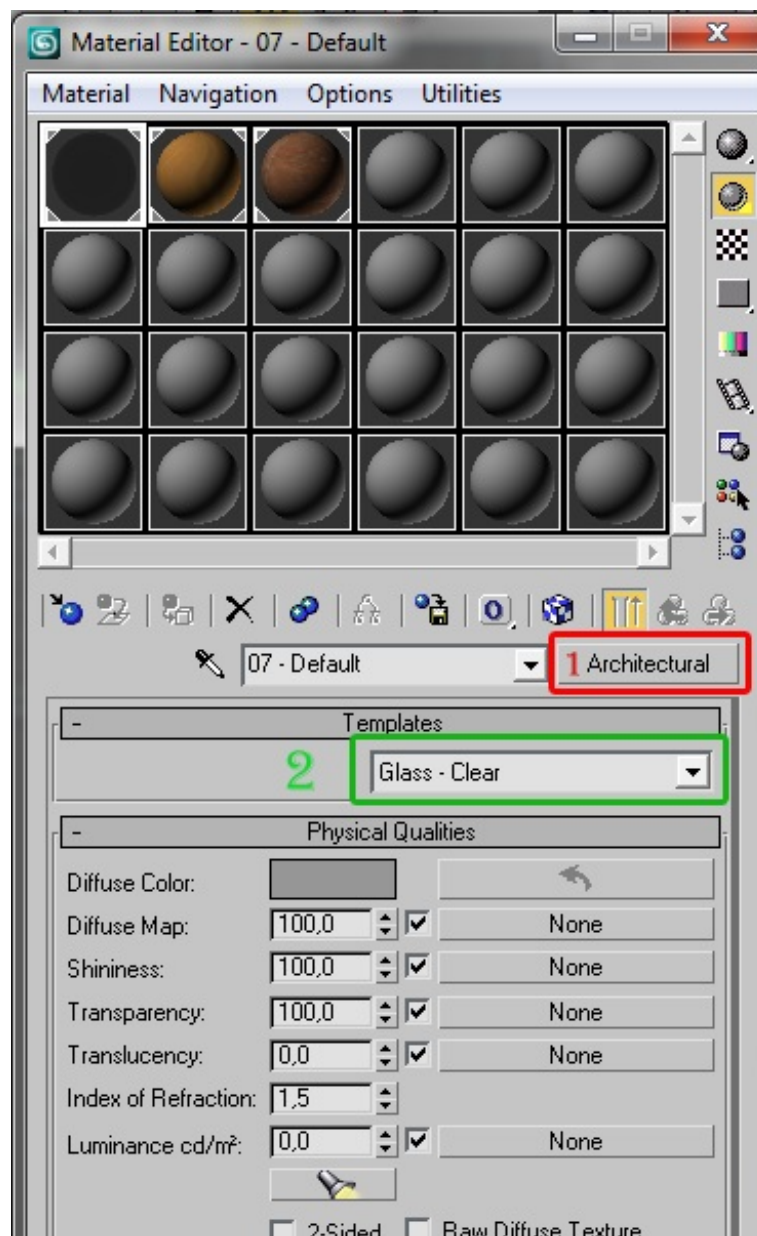 Material Editor - 07 - Default
Material Navigation Options Utilities
07 - Default 1 Architectural
- Templates
2 Glass - Clear
- Physical Qualities
Diffuse Color:
Diffuse Map: 100,0 None
Shininess: 100,0 None
Transparency: 100,0 None
Translucency: 0,0 None
Index of Refraction: 1,5
Luminance cd/m²: 0,0 None
2-Sided Raw Diffuse Texture